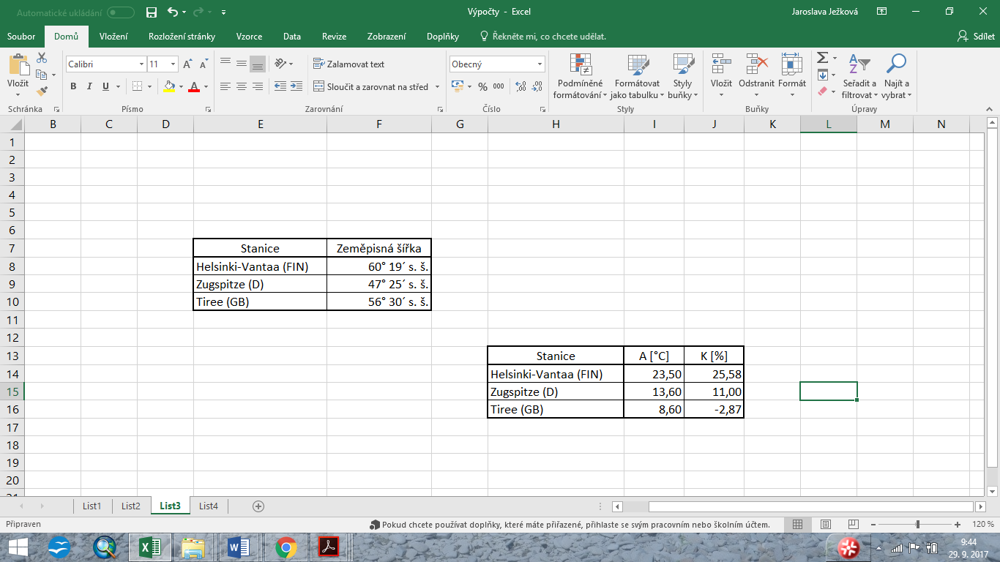 Automatické ukládání
Výpočty - Excel
Jaroslava Ježková
Soubor Domů Vložení Rozložení stránky Vzorce Data Revize Zobrazení Doplňky Řekněte mi, co chcete udělat. Sdílet
Vložit
Calibri 11
B I U A A A
Zalamovat text
Sloučit a zarovnat na střed
Obecný
% 000
Podmíněné formátování
Formátovat jako tabulku
Styly buňky
Vložit Odstranit Formát
Seřadit a filtrovat
Najít a vybrat
Schránka Písmo Zarovnání Číslo Styly Buňky Úpravy
B C D E F G H I J K L M N
1
2
3
4
5
6
7 Stanice Zeměpisná šířka
8 Helsinki-Vantaa (FIN) 60° 19´ s. š.
9 Zugspitze (D) 47° 25´ s. š.
10 Tiree (GB) 56° 30´ s. š.
11
12
13 Stanice A [°C] K [%]
14 Helsinki-Vantaa (FIN) 23,50 25,58
15 Zugspitze (D) 13,60 11,00
16 Tiree (GB) 8,60 -2,87
17
18
19
20
21
List1 List2 List3 List4
Připraven
Pokud chcete používat doplňky, které máte přiřazené, přihlaste se svým pracovním nebo školním účtem.
120 %
9:44
29. 9. 2017